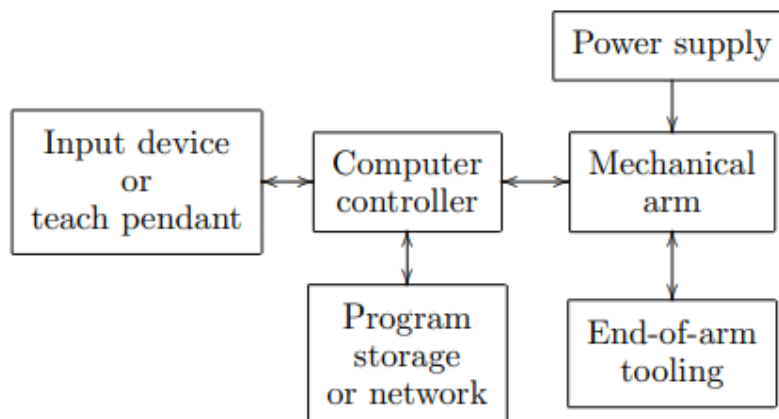 Power supply
Input device
or
teach pendant
Computer
controller
Mechanical
arm
Program
storage
or network
End-of-arm
tooling